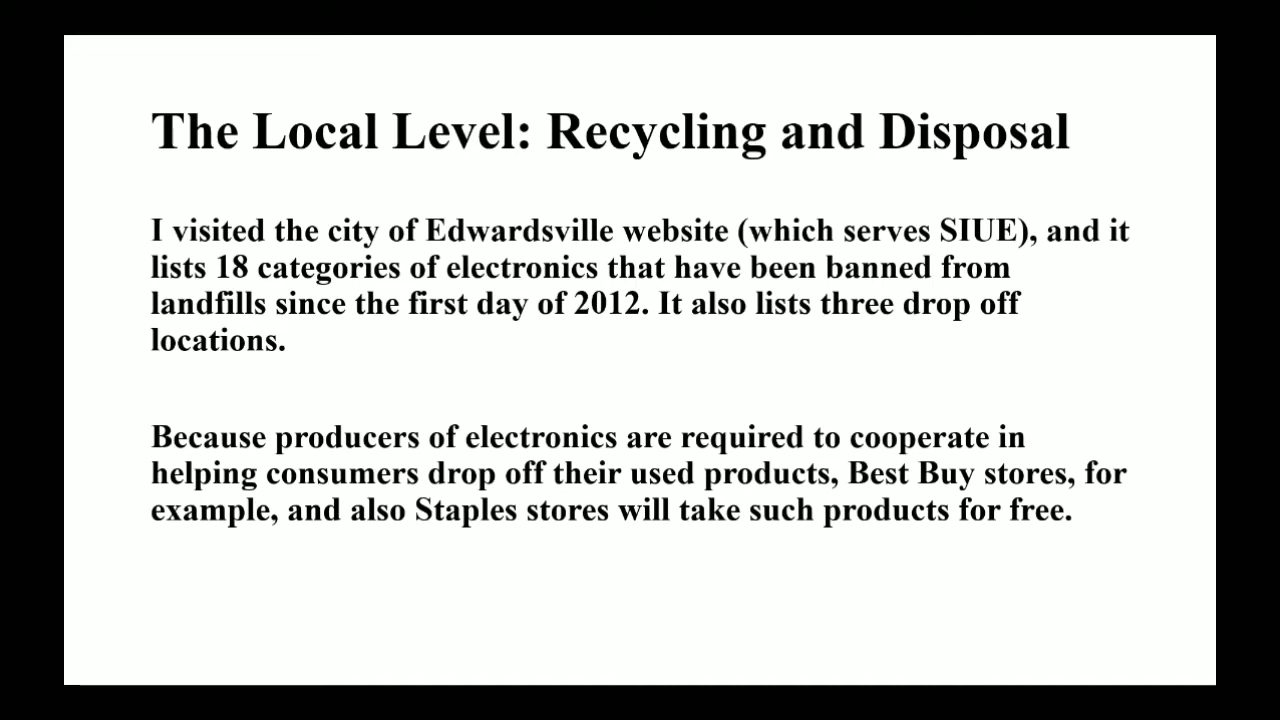 The Local Level: Recycling and Disposal
I visited the city of Edwardsville website (which serves SIUE), and it
lists 18 categories of electronics that have been banned from
landfills since the first day of 2012. It also lists three drop off
locations.
Because producers of electronics are required to cooperate in
helping consumers drop off their used products, Best Buy stores, for
example, and also Staples stores will take such products for free.